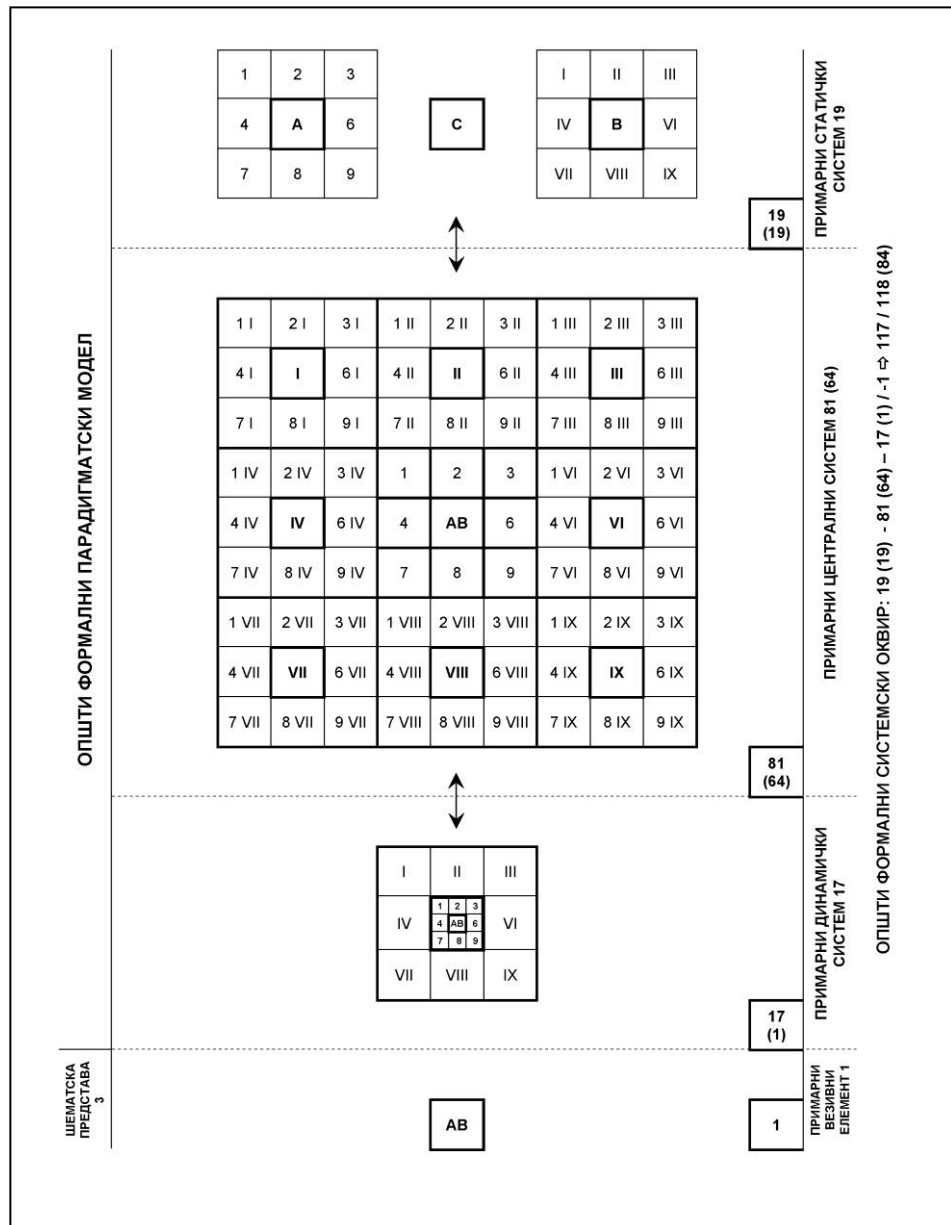 ОПШТИ ФОРМАЛНИ ПАРАДИГМАТСКИ МОДЕЛ
ШЕМАТСКА
ПРЕДСТАВА
3
1 2 3
4 A 6
7 8 9
C
I II III
IV B VI
VII VIII IX
19
(19)
ПРИМАРНИ СТАТИЧКИ
СИСТЕМ 19
1 I 2 I 3 I 1 II 2 II 3 II 1 III 2 III 3 III
4 I I 6 I 4 II II 6 II 4 III III 6 III
7 I 8 I 9 I 7 II 8 II 9 II 7 III 8 III 9 III
1 IV 2 IV 3 IV 1 2 3 1 VI 2 VI 3 VI
4 IV IV 6 IV 4 AB 6 4 VI VI 6 VI
7 IV 8 IV 9 IV 7 8 9 7 VI 8 VI 9 VI
1 VII 2 VII 3 VII 1 VIII 2 VIII 3 VIII 1 IX 2 IX 3 IX
4 VII VII 6 VII 4 VIII VIII 6 VIII 4 IX IX 6 IX
7 VII 8 VII 9 VII 7 VIII 8 VIII 9 VIII 7 IX 8 IX 9 IX
81
(64)
ПРИМАРНИ ЦЕНТРАЛНИ СИСТЕМ 81 (64)
I II III
IV VI
1 2 3
4 AB 6
7 8 9
VII VIII IX
17
(1)
ПРИМАРНИ ДИНАМИЧКИ
СИСТЕМ 17
AB
1
ПРИМАРНИ
ВЕЗИВНИ
ЕЛЕМЕНТ 1
ОПШТИ ФОРМАЛНИ СИСТЕМСКИ ОКВИР: 19 (19) - 81 (64) – 17 (1) / -1 ⇨ 117 / 118 (84)